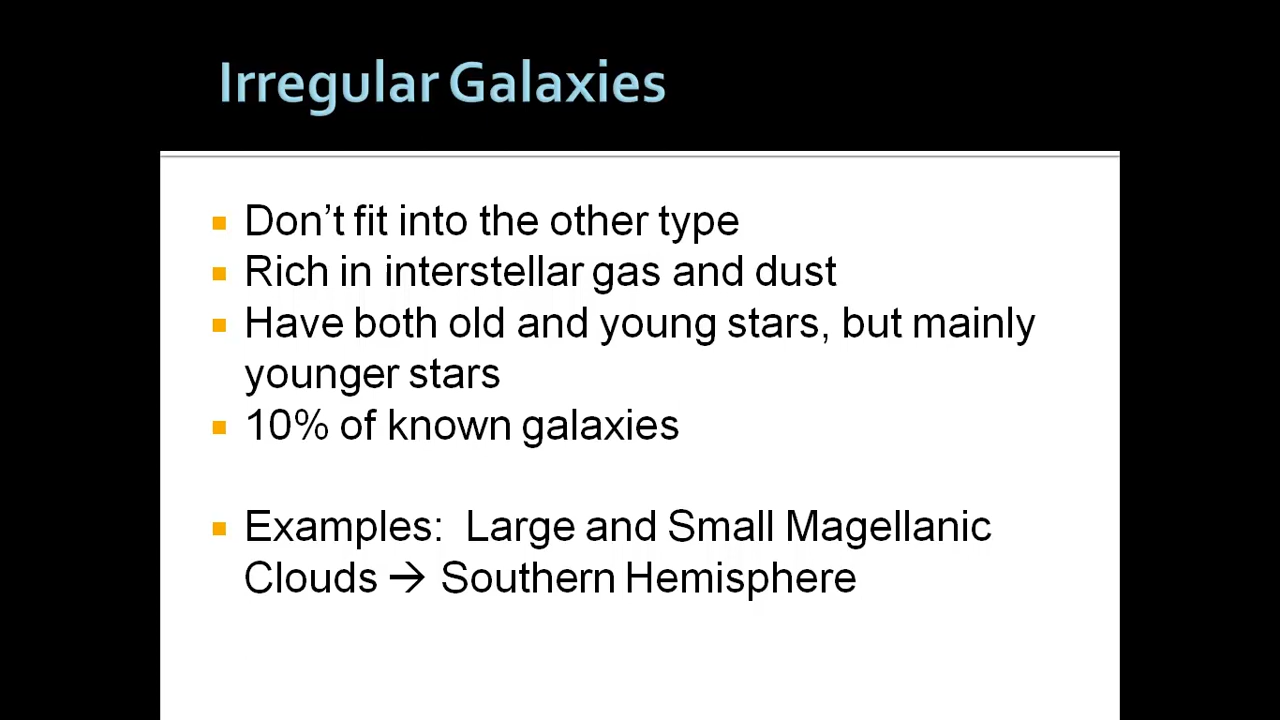 Irregular Galaxies
Don’t fit into the other type
Rich in interstellar gas and dust
Have both old and young stars, but mainly
younger stars
10% of known galaxies
Examples:  Large and Small Magellanic
Clouds → Southern Hemisphere